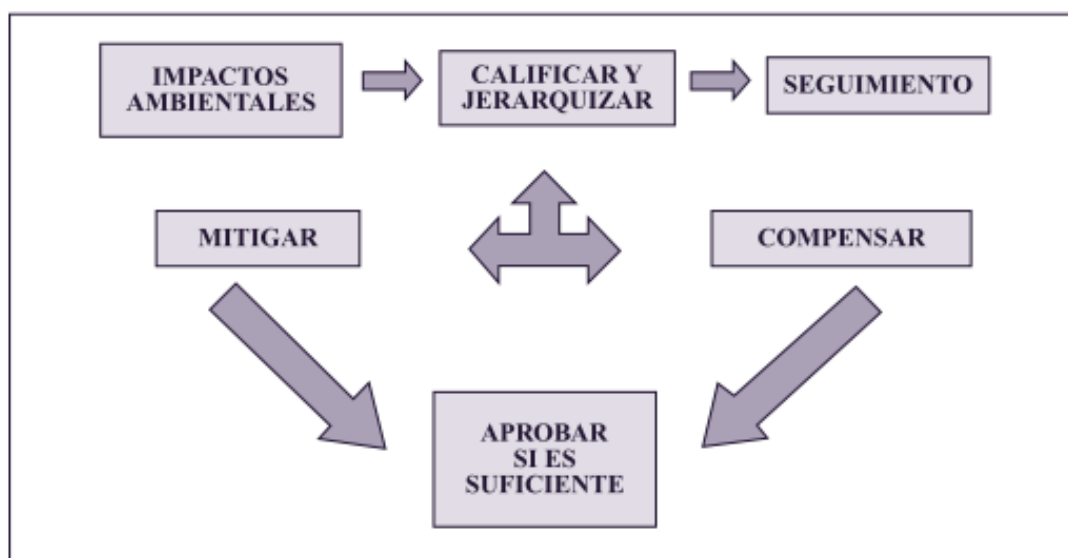 IMPACTOS
AMBIENTALES
CALIFICAR Y
JERARQUIZAR
SEGUIMIENTO
MITIGAR
COMPENSAR
APROBAR
SI ES
SUFICIENTE